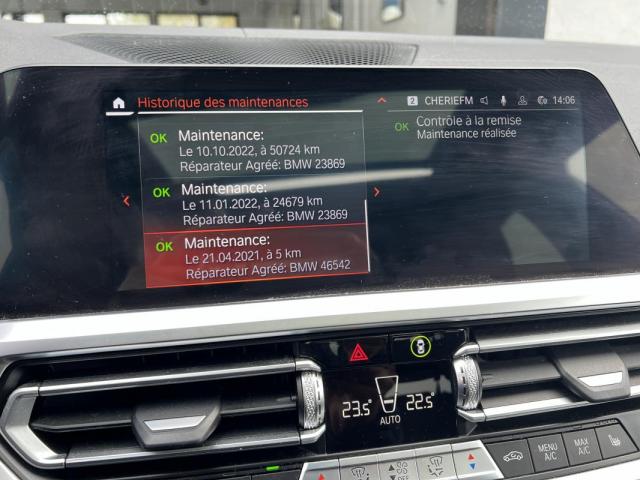 Historique des maintenances
2 CHERIEFM 14:06
OK Maintenance:
Le 10.10.2022, à 50724 km
Réparateur Agréé: BMW 23869
OK Maintenance:
Le 11.01.2022, à 24679 km
Réparateur Agréé: BMW 23869
OK Maintenance:
Le 21.04.2021, à 5 km
Réparateur Agréé: BMW 46542
OK Contrôle à la remise
Maintenance réalisée
23.5° 22.5°
AUTO
OFF
MENU
A/C
MAX
A/C